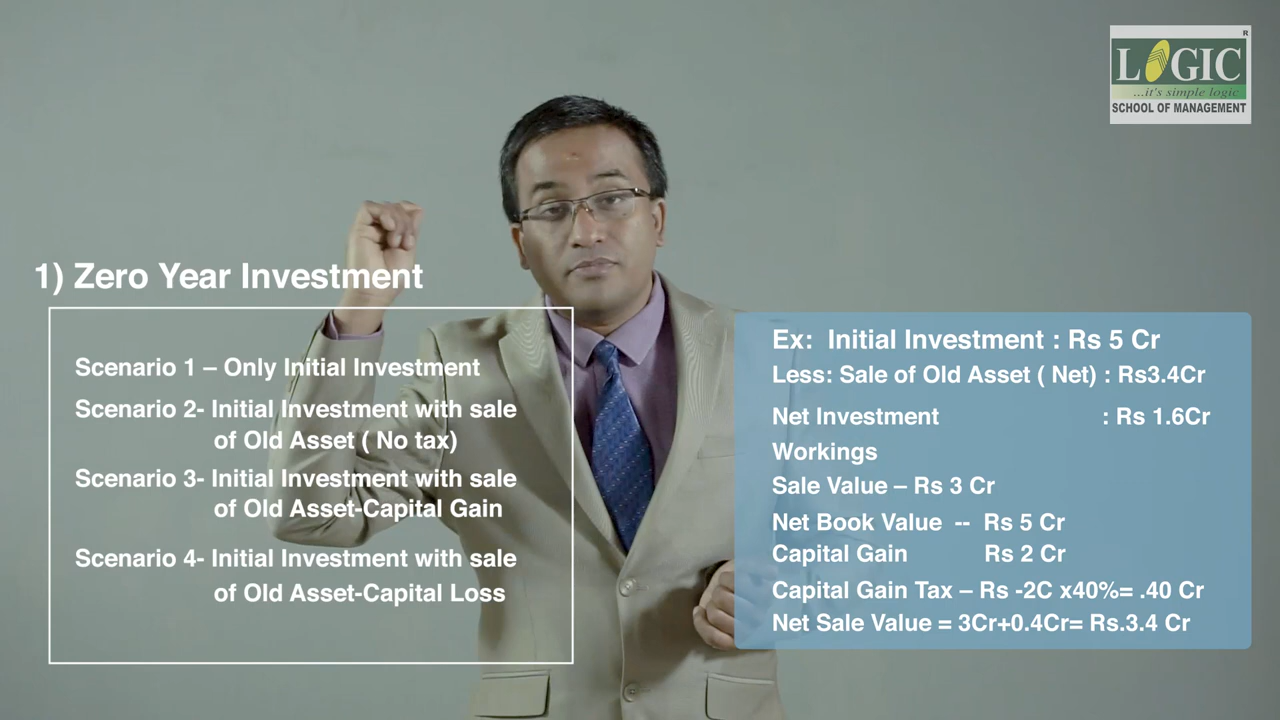 LOGIC
R
...it's simple logic
SCHOOL OF MANAGEMENT
1) Zero Year Investment
Scenario 1 – Only Initial Investment
Scenario 2- Initial Investment with sale
of Old Asset ( No tax)
Scenario 3- Initial Investment with sale
of Old Asset-Capital Gain
Scenario 4- Initial Investment with sale
of Old Asset-Capital Loss
Ex: Initial Investment : Rs 5 Cr
Less: Sale of Old Asset ( Net) : Rs3.4Cr
Net Investment : Rs 1.6Cr
Workings
Sale Value – Rs 3 Cr
Net Book Value -- Rs 5 Cr
Capital Gain Rs 2 Cr
Capital Gain Tax – Rs -2C x40%= .40 Cr
Net Sale Value = 3Cr+0.4Cr= Rs.3.4 Cr